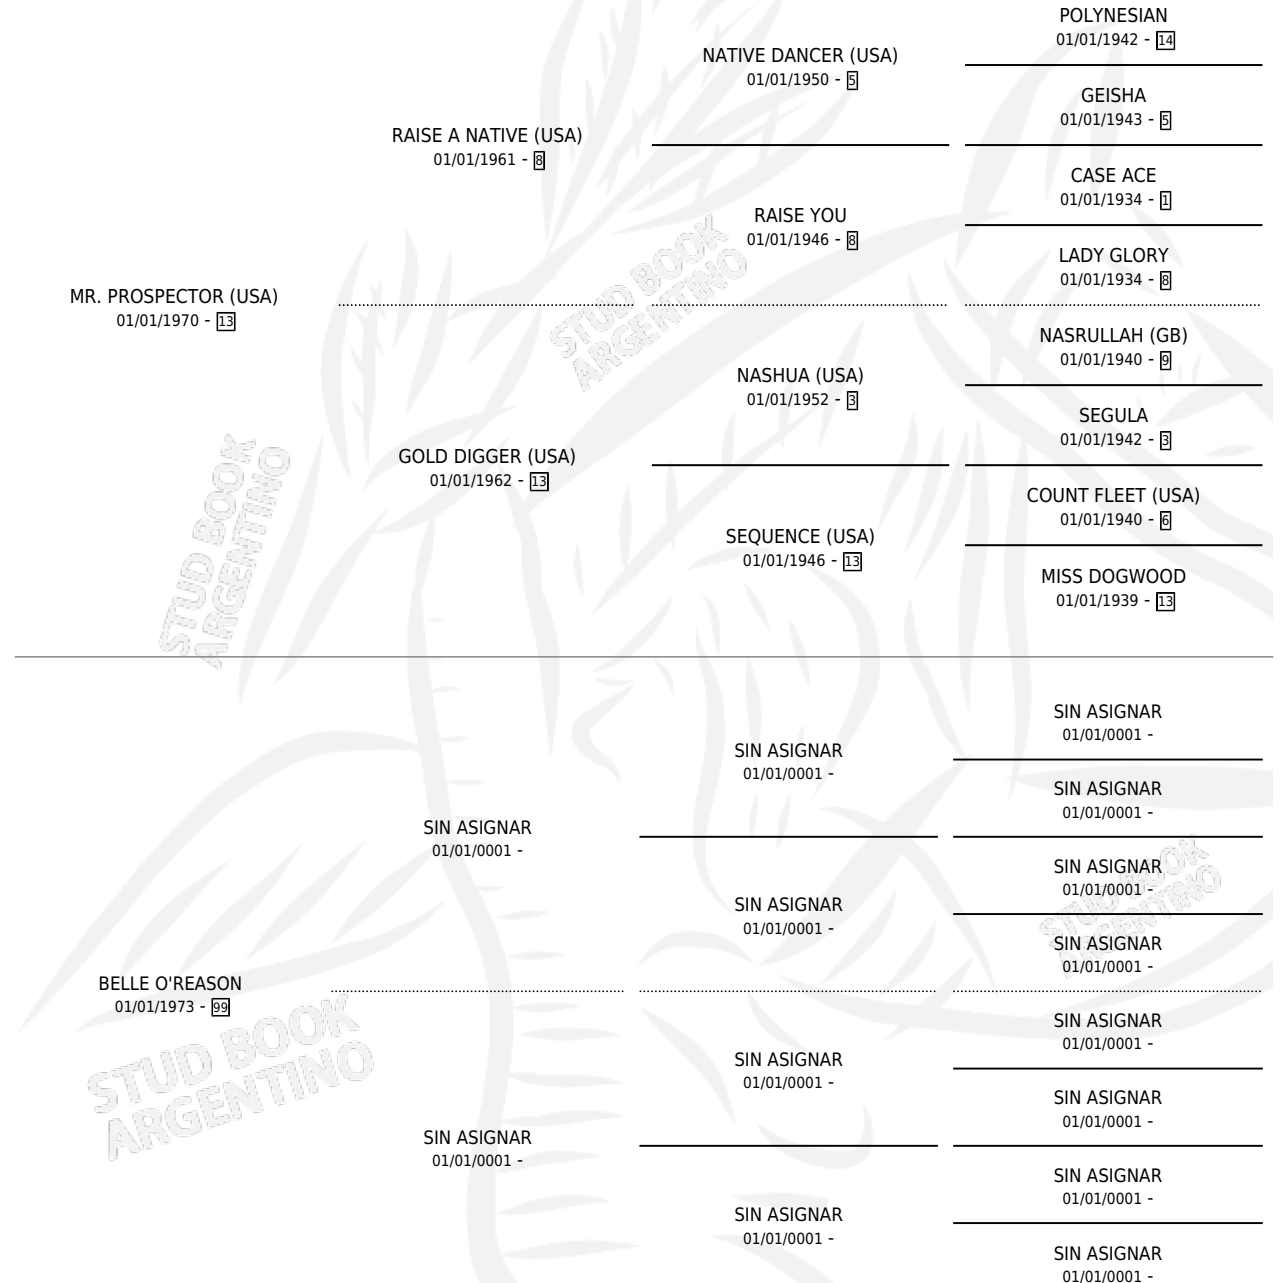 POLYNESIAN
01/01/1942 - 14
NATIVE DANCER (USA)
01/01/1950 - 5
GEISHA
01/01/1943 - 5
RAISE A NATIVE (USA)
01/01/1961 - 8
CASE ACE
01/01/1934 - 1
RAISE YOU
01/01/1946 - 8
LADY GLORY
01/01/1934 - 8
MR. PROSPECTOR (USA)
01/01/1970 - 13
NASRULLAH (GB)
01/01/1940 - 9
NASHUA (USA)
01/01/1952 - 3
SEGULA
01/01/1942 - 3
GOLD DIGGER (USA)
01/01/1962 - 13
COUNT FLEET (USA)
01/01/1940 - 6
SEQUENCE (USA)
01/01/1946 - 13
MISS DOGWOOD
01/01/1939 - 13
STUD BOOK
ARGENTINO
STUD BOOK
ARGENTINO
SIN ASIGNAR
01/01/0001 -
SIN ASIGNAR
01/01/0001 -
SIN ASIGNAR
01/01/0001 -
SIN ASIGNAR
01/01/0001 -
SIN ASIGNAR
01/01/0001 -
SIN ASIGNAR
01/01/0001 -
SIN ASIGNAR
01/01/0001 -
BELLE O'REASON
01/01/1973 - 99
SIN ASIGNAR
01/01/0001 -
SIN ASIGNAR
01/01/0001 -
SIN ASIGNAR
01/01/0001 -
SIN ASIGNAR
01/01/0001 -
SIN ASIGNAR
01/01/0001 -
SIN ASIGNAR
01/01/0001 -
SIN ASIGNAR
01/01/0001 -
STUD BOOK
ARGENTINO
STUD BOOK
ARGENTINO